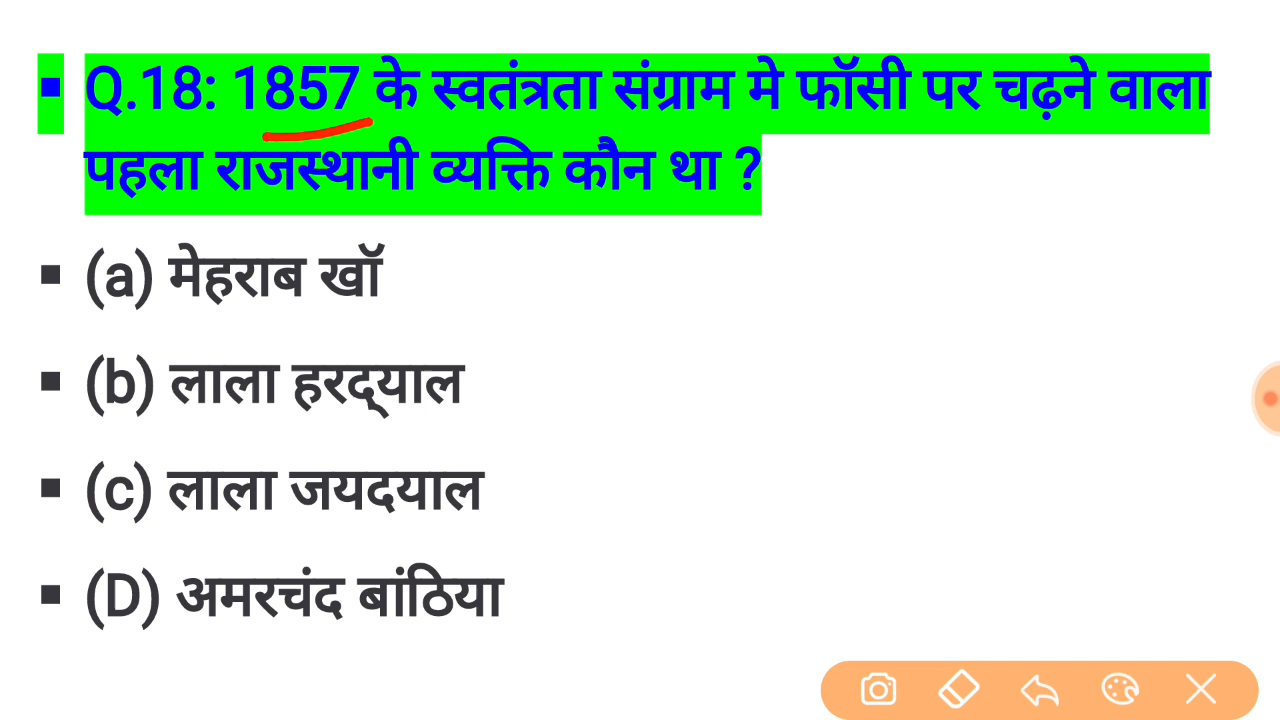 ▪ Q.18: 1857 के स्वतंत्रता संग्राम मे फॉसी पर चढ़ने वाला
पहला राजस्थानी व्यक्ति कौन था ?
▪ (a) मेहराब खॉ
▪ (b) लाला हरद्‌याल
▪ (c) लाला जयदयाल
▪ (D) अमरचंद बांठिया